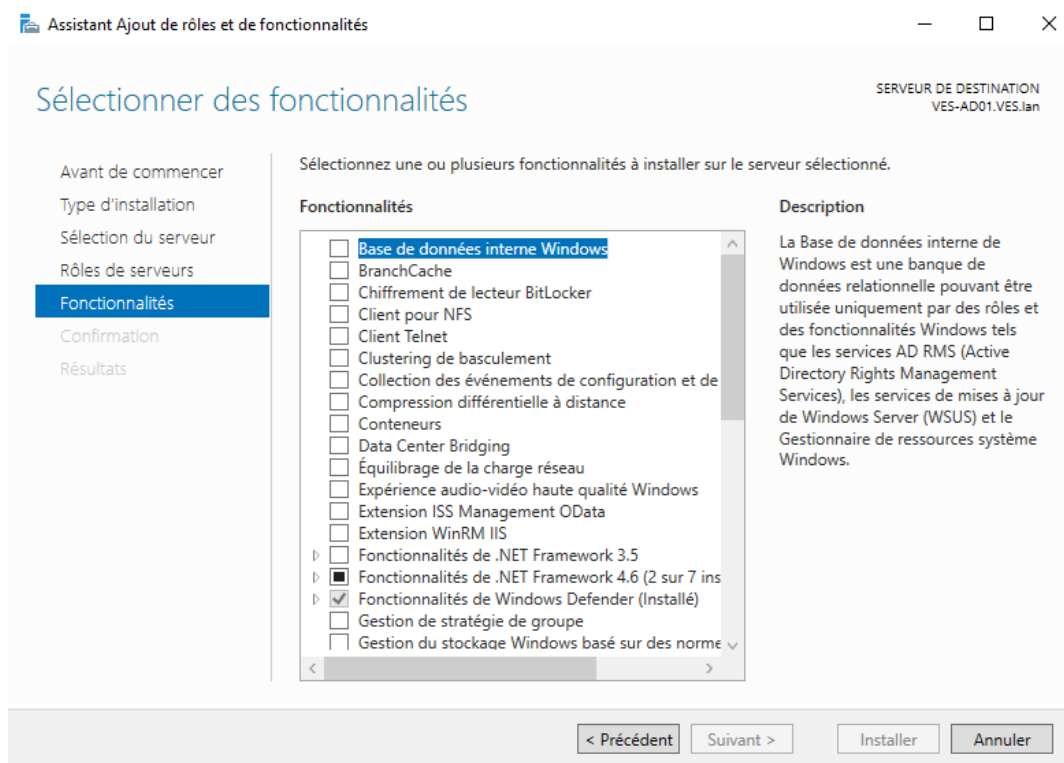 Assistant Ajout de rôles et de fonctionnalités
Sélectionner des fonctionnalités
SERVEUR DE DESTINATION
VES-AD01.VES.lan
Avant de commencer
Type d'installation
Sélection du serveur
Rôles de serveurs
Fonctionnalités
Confirmation
Résultats
Sélectionnez une ou plusieurs fonctionnalités à installer sur le serveur sélectionné.
Fonctionnalités
Base de données interne Windows
BranchCache
Chiffrement de lecteur BitLocker
Client pour NFS
Client Telnet
Clustering de basculement
Collection des événements de configuration et de
Compression différentielle à distance
Conteneurs
Data Center Bridging
Équilibrage de la charge réseau
Expérience audio-vidéo haute qualité Windows
Extension ISS Management OData
Extension WinRM IIS
Fonctionnalités de .NET Framework 3.5
Fonctionnalités de .NET Framework 4.6 (2 sur 7 ins
Fonctionnalités de Windows Defender (Installé)
Gestion de stratégie de groupe
Gestion du stockage Windows basé sur des norme
Description
La Base de données interne de
Windows est une banque de
données relationnelle pouvant être
utilisée uniquement par des rôles et
des fonctionnalités Windows tels
que les services AD RMS (Active
Directory Rights Management
Services), les services de mises à jour
de Windows Server (WSUS) et le
Gestionnaire de ressources système
Windows.
< Précédent
Suivant >
Installer
Annuler